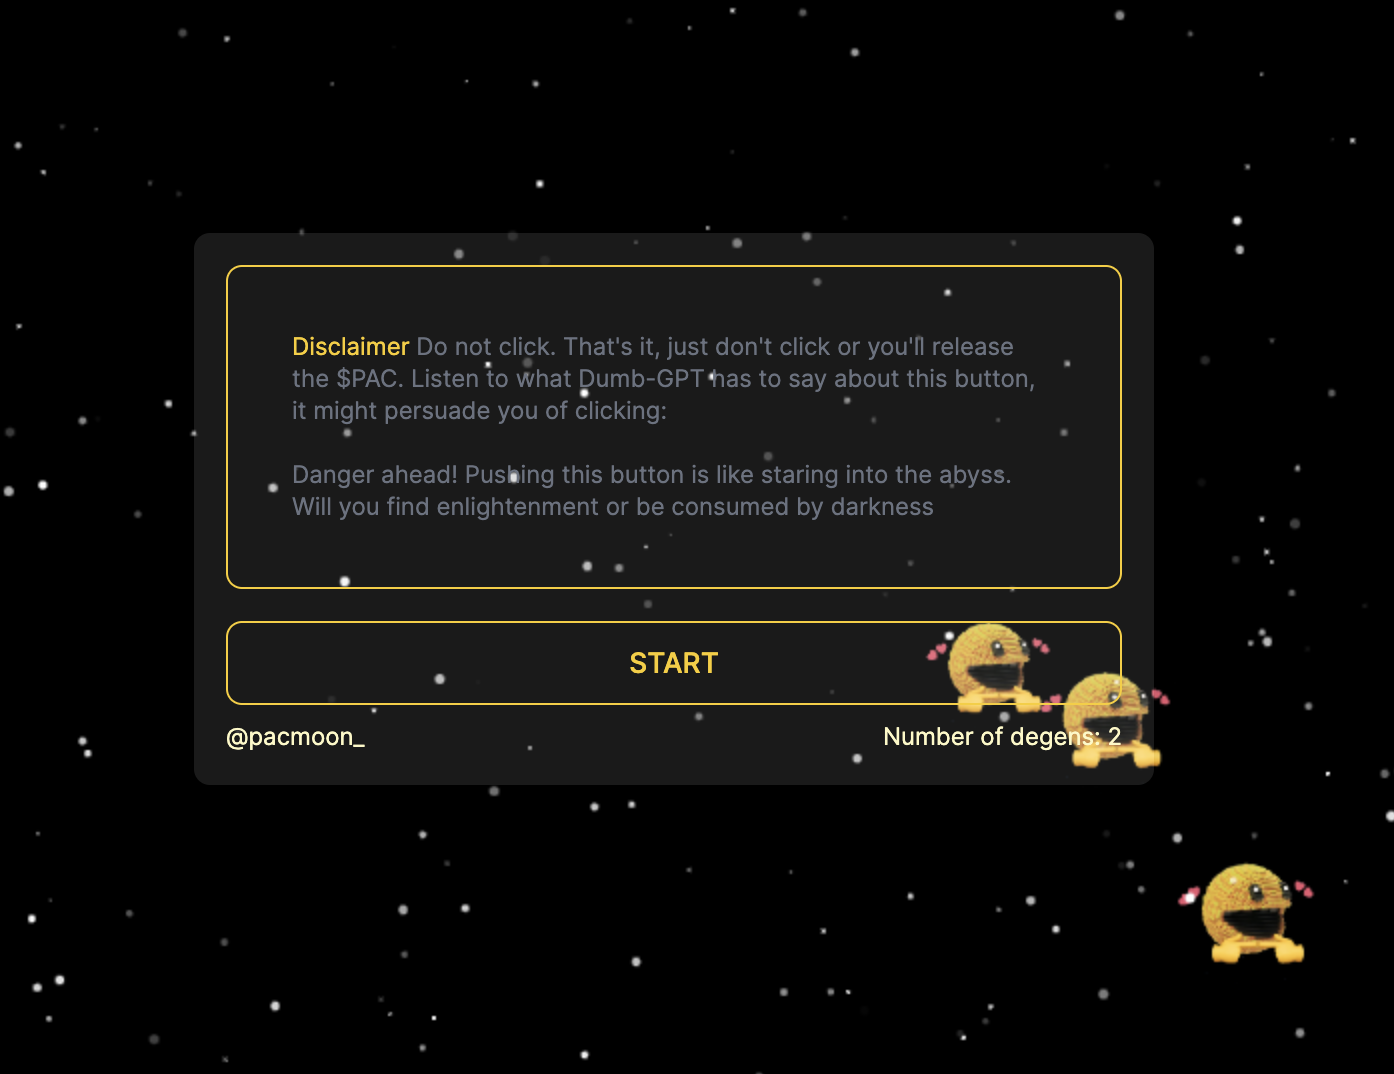 Disclaimer Do not click. That's it, just don't click or you'll release
the $PAC. Listen to what Dumb-GPT has to say about this button,
it might persuade you of clicking:
Danger ahead! Pushing this button is like staring into the abyss.
Will you find enlightenment or be consumed by darkness
START
@pacmoon_
Number of degens: 2